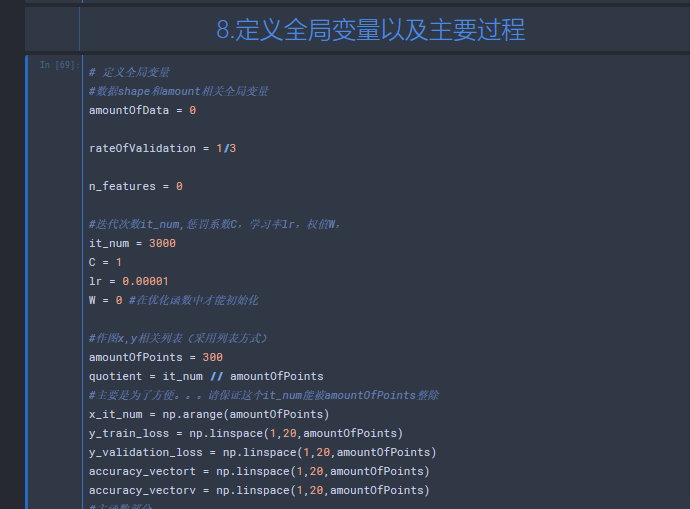 8.定义全局变量以及主要过程
In [69]:
# 定义全局变量
#数据shape和amount相关全局变量
amountOfData = 0
rateOfValidation = 1/3
n_features = 0
#迭代次数it_num,惩罚系数C，学习率lr，权值W，
it_num = 3000
C = 1
lr = 0.00001
W = 0 #在优化函数中才能初始化
#作图x,y相关列表（采用列表方式）
amountOfPoints = 300
quotient = it_num // amountOfPoints
#主要是为了方便。。。请保证这个it_num能被amountOfPoints整除
x_it_num = np.arange(amountOfPoints)
y_train_loss = np.linspace(1,20,amountOfPoints)
y_validation_loss = np.linspace(1,20,amountOfPoints)
accuracy_vectort = np.linspace(1,20,amountOfPoints)
accuracy_vectorv = np.linspace(1,20,amountOfPoints)
#主函数部分